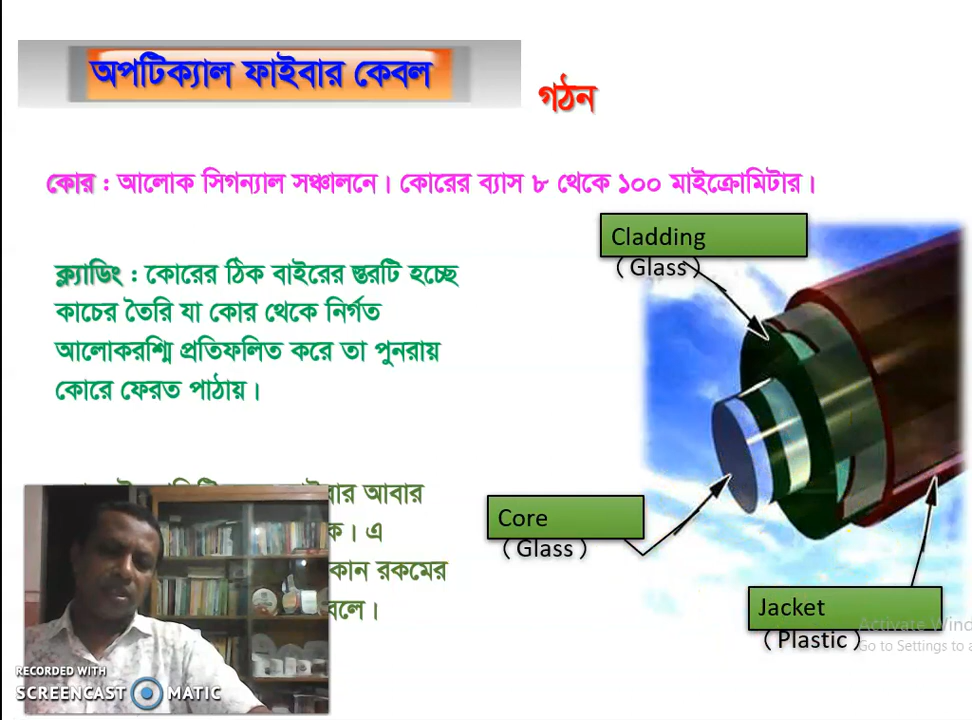 অপটিক্যাল ফাইবার কেবল
গঠন
কোর : আলোক সিগন্যাল সঞ্চালনে। কোরের ব্যাস ৮ থেকে ১০০ মাইক্রোমিটার।
ক্ল্যাডিং : কোরের ঠিক বাইরের স্তরটি হচ্ছে
কাচের তৈরি যা কোর থেকে নির্গত
আলোকরশ্মি প্রতিফলিত করে তা পুনরায়
কোরে ফেরত পাঠায়।
আবার
এ
রকমের
বলে।
Cladding
(Glass)
Core
(Glass)
Jacket
(Plastic)
Activate Wind
Go to Settings to a
RECORDED WITH
SCREENCAST MATIC